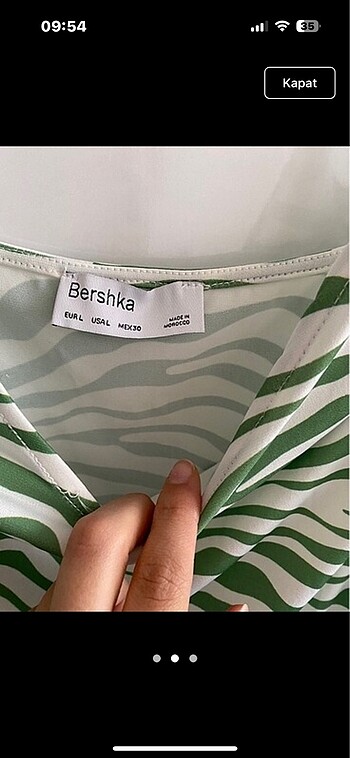 09:54
35
Kapat
Bershka
EUR L USA L MEX 30
MADE IN
MOROCCO